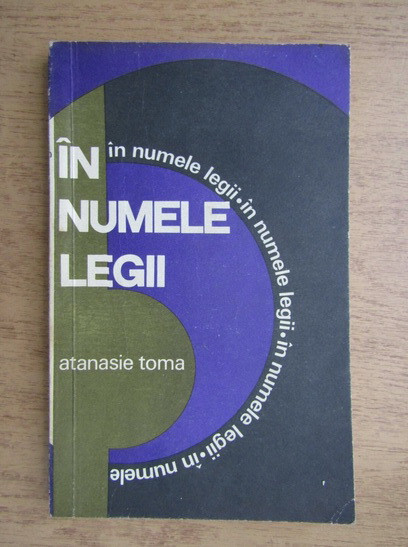 ÎN
NUMELE
LEGII
atanasie toma
în numele legii • în numele legii • în numele legii • în numele